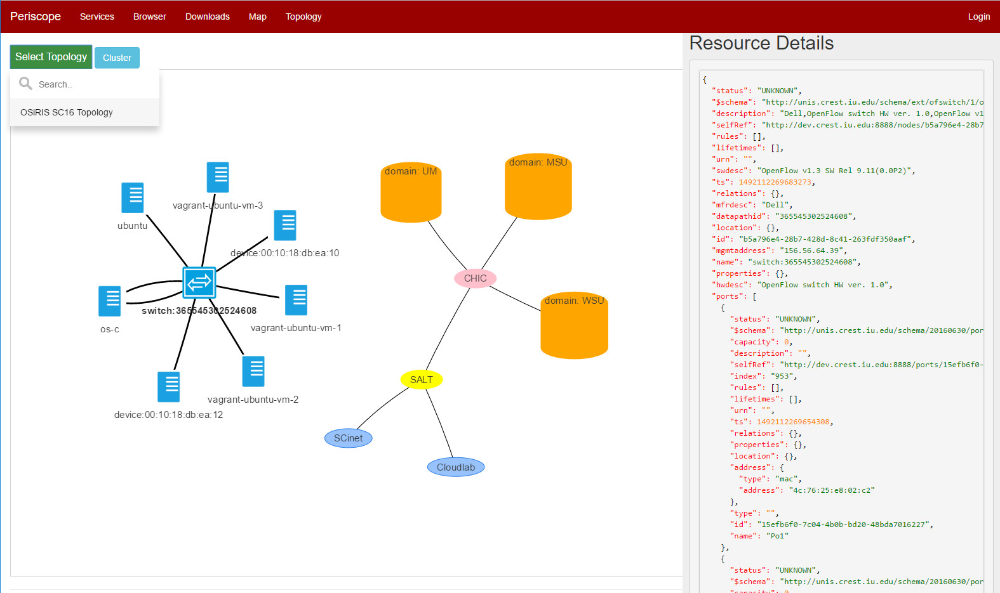 Periscope Services Browser Downloads Map Topology Login
Select Topology Cluster
Search..
OSiRIS SC16 Topology
vagrant-ubuntu-vm-3
ubuntu
device:00:10:18:db:ea:10
switch:365545302524608
os-c
vagrant-ubuntu-vm-1
vagrant-ubuntu-vm-2
device:00:10:18:db:ea:12
domain: UM
domain: MSU
CHIC
domain: WSU
SALT
SCinet
Cloudlab
Resource Details
{
"status": "UNKNOWN",
"$schema": "http://unis.crest.iu.edu/schema/ext/ofswitch/1/o
"description": "Dell,OpenFlow switch HW ver. 1.0,OpenFlow v1
"selfRef": "http://dev.crest.iu.edu:8888/nodes/b5a796e4-28b7
"rules": [],
"lifetimes": [],
"urn": "",
"swdesc": "OpenFlow v1.3 SW Rel 9.11(0.0P2)",
"ts": 1492112269683273,
"relations": {},
"mfrdesc": "Dell",
"datapathid": "365545302524608",
"location": {},
"id": "b5a796e4-28b7-428d-8c41-263fdf350aaf",
"mgmtaddress": "156.56.64.39",
"name": "switch:365545302524608",
"properties": {},
"hwdesc": "OpenFlow switch HW ver. 1.0",
"ports": [
{
"status": "UNKNOWN",
"$schema": "http://unis.crest.iu.edu/schema/20160630/por
"capacity": 0,
"description": "",
"selfRef": "http://dev.crest.iu.edu:8888/ports/15efb6f0-
"index": "953",
"rules": [],
"lifetimes": [],
"urn": "",
"ts": 1492112269654308,
"relations": {},
"properties": {},
"location": {},
"address": {
"type": "mac",
"address": "4c:76:25:e8:02:c2"
},
"type": "",
"id": "15efb6f0-7c04-4b0b-bd20-48bda7016227",
"name": "Po1"
},
{
"status": "UNKNOWN",
"$schema": "http://unis.crest.iu.edu/schema/20160630/por